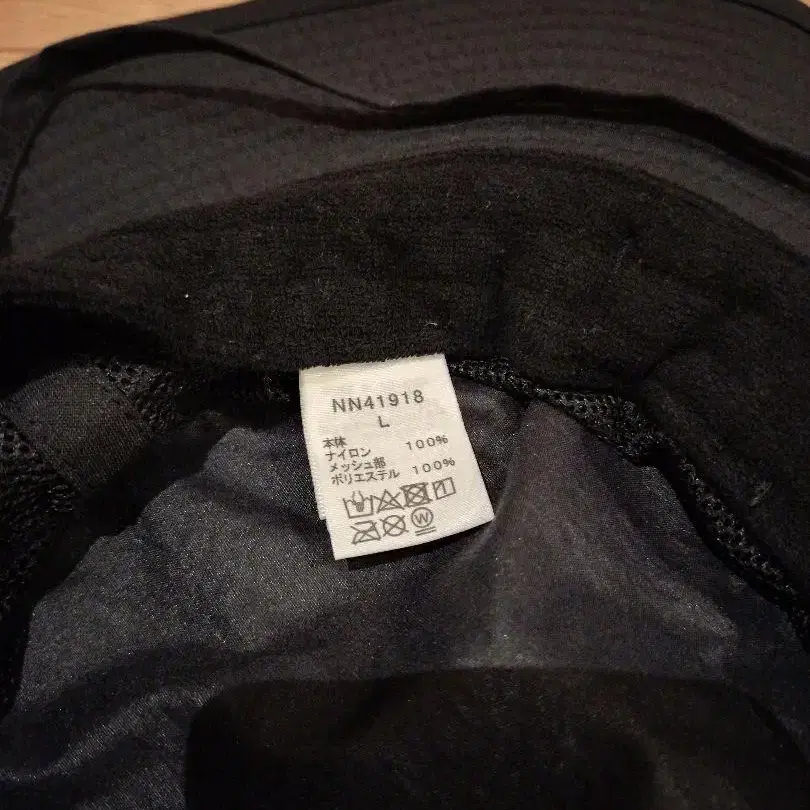 NN41918
L
本体
ナイロン 100%
メッシュ部
ポリエステル 100%
W